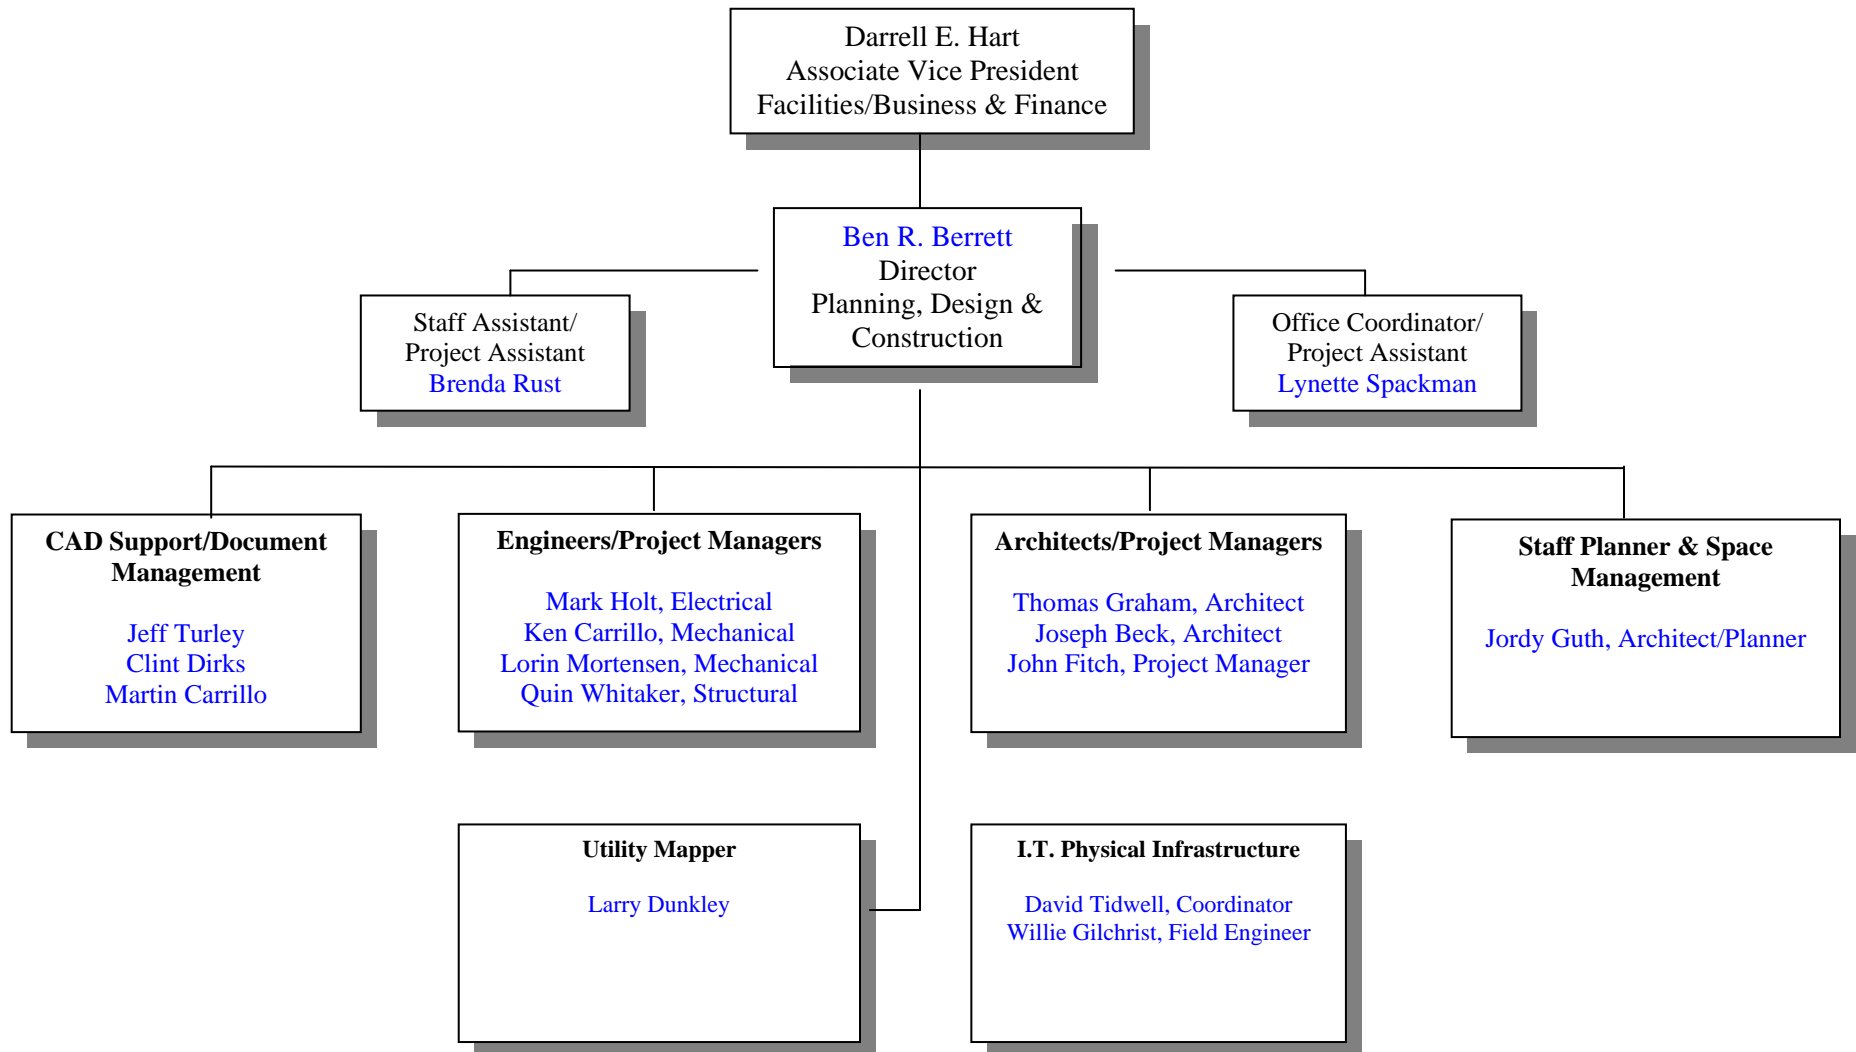 Darrell E. Hart
Associate Vice President
Facilities/Business & Finance
Ben R. Berrett
Director
Planning, Design &
Construction
Staff Assistant/
Project Assistant
Brenda Rust
Office Coordinator/
Project Assistant
Lynette Spackman
CAD Support/Document
Management
Jeff Turley
Clint Dirks
Martin Carrillo
Engineers/Project Managers
Mark Holt, Electrical
Ken Carrillo, Mechanical
Lorin Mortensen, Mechanical
Quin Whitaker, Structural
Architects/Project Managers
Thomas Graham, Architect
Joseph Beck, Architect
John Fitch, Project Manager
Staff Planner & Space
Management
Jordy Guth, Architect/Planner
Utility Mapper
Larry Dunkley
I.T. Physical Infrastructure
David Tidwell, Coordinator
Willie Gilchrist, Field Engineer